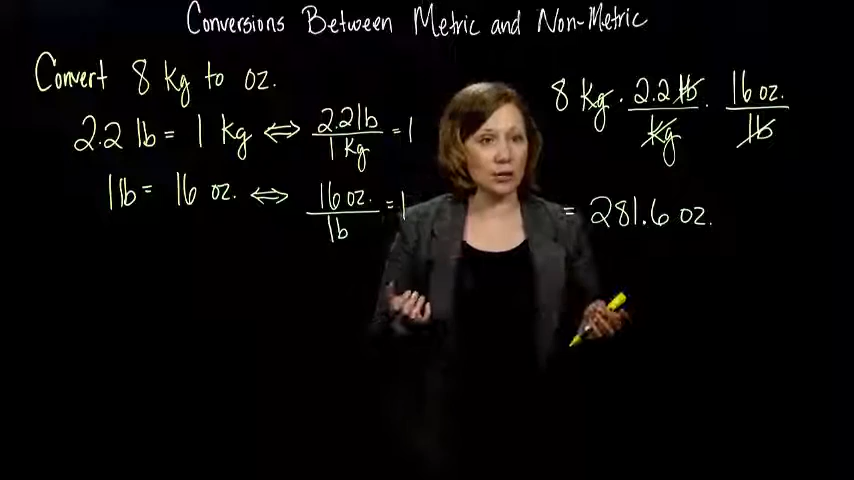 Conversions Between Metric and Non-Metric
Convert 8 Kg to oz.
2.2 lb = 1 kg ⇔ 2.2 lb / 1 Kg = 1
1 lb = 16 oz. ⇔ 16 oz. / lb = 1
8 Kg · 2.2 lb / Kg · 16 oz. / lb
= 281.6 oz.